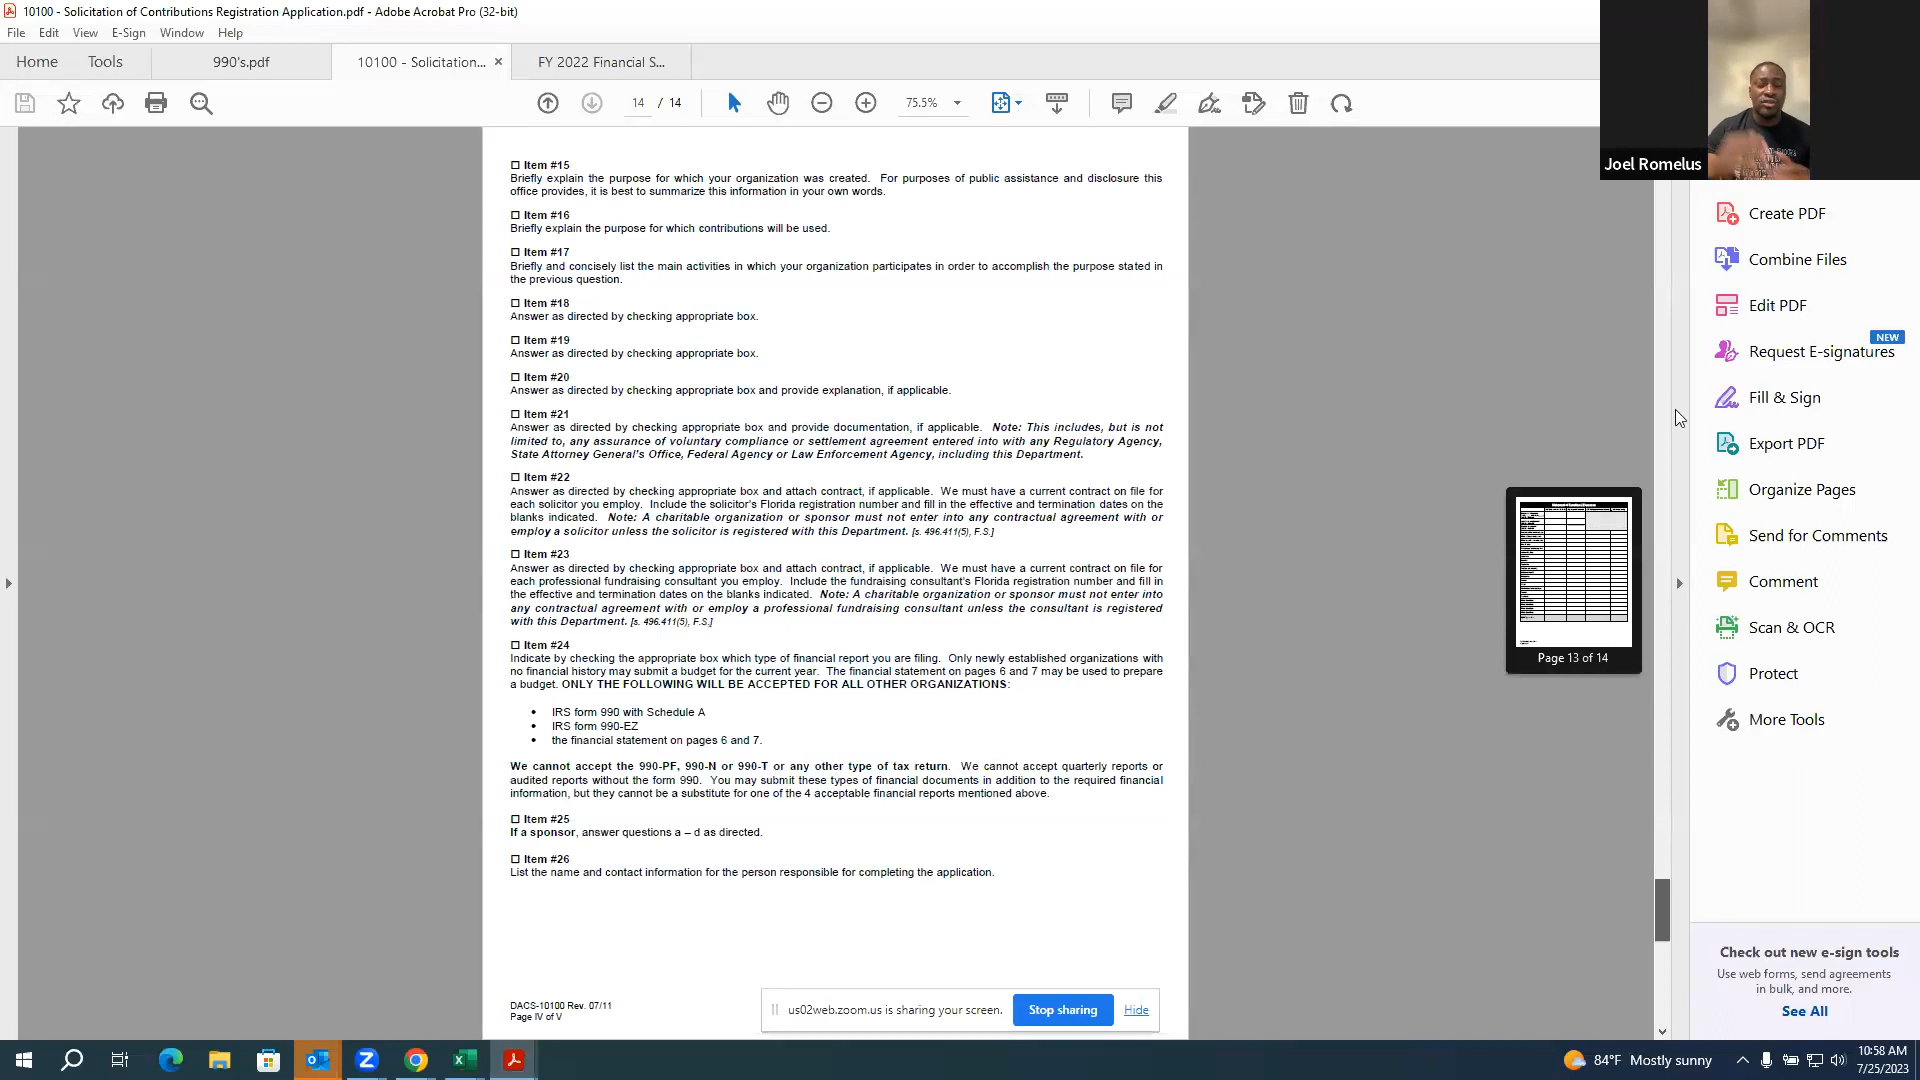 10100 - Solicitation of Contributions Registration Application.pdf - Adobe Acrobat Pro (32-bit)
File Edit View E-Sign Window Help
Home Tools 990's.pdf 10100 - Solicitation... × FY 2022 Financial S...
14 / 14 75.5%
Joel Romelus
☐ Item #15
Briefly explain the purpose for which your organization was created. For purposes of public assistance and disclosure this
office provides, it is best to summarize this information in your own words.
☐ Item #16
Briefly explain the purpose for which contributions will be used.
☐ Item #17
Briefly and concisely list the main activities in which your organization participates in order to accomplish the purpose stated in
the previous question.
☐ Item #18
Answer as directed by checking appropriate box.
☐ Item #19
Answer as directed by checking appropriate box.
☐ Item #20
Answer as directed by checking appropriate box and provide explanation, if applicable.
☐ Item #21
Answer as directed by checking appropriate box and provide documentation, if applicable. Note: This includes, but is not
limited to, any assurance of voluntary compliance or settlement agreement entered into with any Regulatory Agency,
State Attorney General's Office, Federal Agency or Law Enforcement Agency, including this Department.
☐ Item #22
Answer as directed by checking appropriate box and attach contract, if applicable. We must have a current contract on file for
each solicitor you employ. Include the solicitor's Florida registration number and fill in the effective and termination dates on the
blanks indicated. Note: A charitable organization or sponsor must not enter into any contractual agreement with or
employ a solicitor unless the solicitor is registered with this Department. [s. 496.411(5), F.S.]
☐ Item #23
Answer as directed by checking appropriate box and attach contract, if applicable. We must have a current contract on file for
each professional fundraising consultant you employ. Include the fundraising consultant's Florida registration number and fill in
the effective and termination dates on the blanks indicated. Note: A charitable organization or sponsor must not enter into
any contractual agreement with or employ a professional fundraising consultant unless the consultant is registered
with this Department. [s. 496.411(5), F.S.]
☐ Item #24
Indicate by checking the appropriate box which type of financial report you are filing. Only newly established organizations with
no financial history may submit a budget for the current year. The financial statement on pages 6 and 7 may be used to prepare
a budget. ONLY THE FOLLOWING WILL BE ACCEPTED FOR ALL OTHER ORGANIZATIONS:
• IRS form 990 with Schedule A
• IRS form 990-EZ
• the financial statement on pages 6 and 7.
We cannot accept the 990-PF, 990-N or 990-T or any other type of tax return. We cannot accept quarterly reports or
audited reports without the form 990. You may submit these types of financial documents in addition to the required financial
information, but they cannot be a substitute for one of the 4 acceptable financial reports mentioned above.
☐ Item #25
If a sponsor, answer questions a – d as directed.
☐ Item #26
List the name and contact information for the person responsible for completing the application.
DACS-10100 Rev. 07/11
Page IV of V
us02web.zoom.us is sharing your screen. Stop sharing Hide
Page 13 of 14
Create PDF
Combine Files
Edit PDF
NEW
Request E-signatures
Fill & Sign
Export PDF
Organize Pages
Send for Comments
Comment
Scan & OCR
Protect
More Tools
Check out new e-sign tools
Use web forms, send agreements
in bulk, and more.
See All
84°F Mostly sunny
10:58 AM
7/25/2023